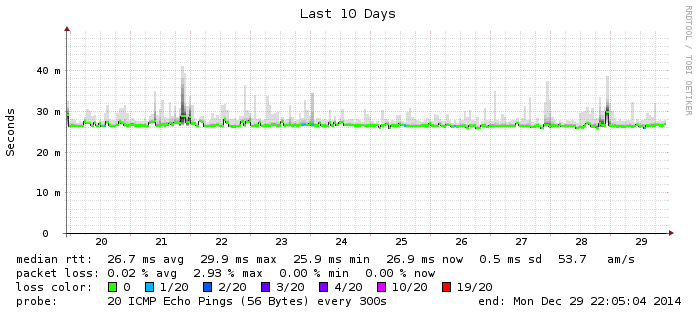 Last 10 Days
RRDTOOL / TOBI OETIKER
Seconds
40 m
30 m
20 m
10 m
0
20 21 22 23 24 25 26 27 28 29
median rtt: 26.7 ms avg 29.9 ms max 25.9 ms min 26.9 ms now 0.5 ms sd 53.7 am/s
packet loss: 0.02 % avg 2.93 % max 0.00 % min 0.00 % now
loss color: 0 1/20 2/20 3/20 4/20 10/20 19/20
probe: 20 ICMP Echo Pings (56 Bytes) every 300s end: Mon Dec 29 22:05:04 2014